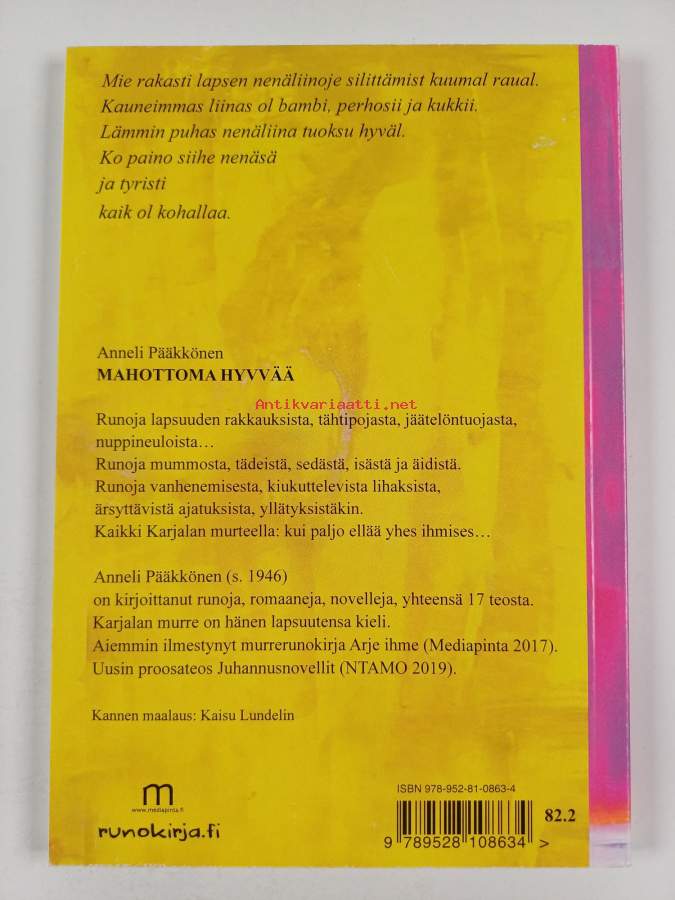 Mie rakasti lapsen nenäliinoje silittämist kuumal raual.
Kauneimmas liinas ol bambi, perhosii ja kukkii.
Lämmin puhas nenäliina tuoksu hyväl.
Ko paino siihe nenäsä
ja tyristi
kaik ol kohallaa.
Anneli Pääkkönen
MAHOTTOMA HYVVÄÄ
Antikvariaatti.net
Runoja lapsuuden rakkauksista, tähtipojasta, jäätelöntuojasta,
nuppineuloista…
Runoja mummosta, tädeistä, sedästä, isästä ja äidistä.
Runoja vanhenemisesta, kiukuttelevista lihaksista,
ärsyttävistä ajatuksista, yllätyksistäkin.
Kaikki Karjalan murteella: kui paljo ellää yhes ihmises…
Anneli Pääkkönen (s. 1946)
on kirjoittanut runoja, romaaneja, novelleja, yhteensä 17 teosta.
Karjalan murre on hänen lapsuutensa kieli.
Aiemmin ilmestynyt murrerunokirja Arje ihme (Mediapinta 2017).
Uusin proosateos Juhannusnovellit (NTAMO 2019).
Kannen maalaus: Kaisu Lundelin
m
www.mediapinta.fi
runokirja.fi
ISBN 978-952-81-0863-4
82.2
9 789528 108634 >